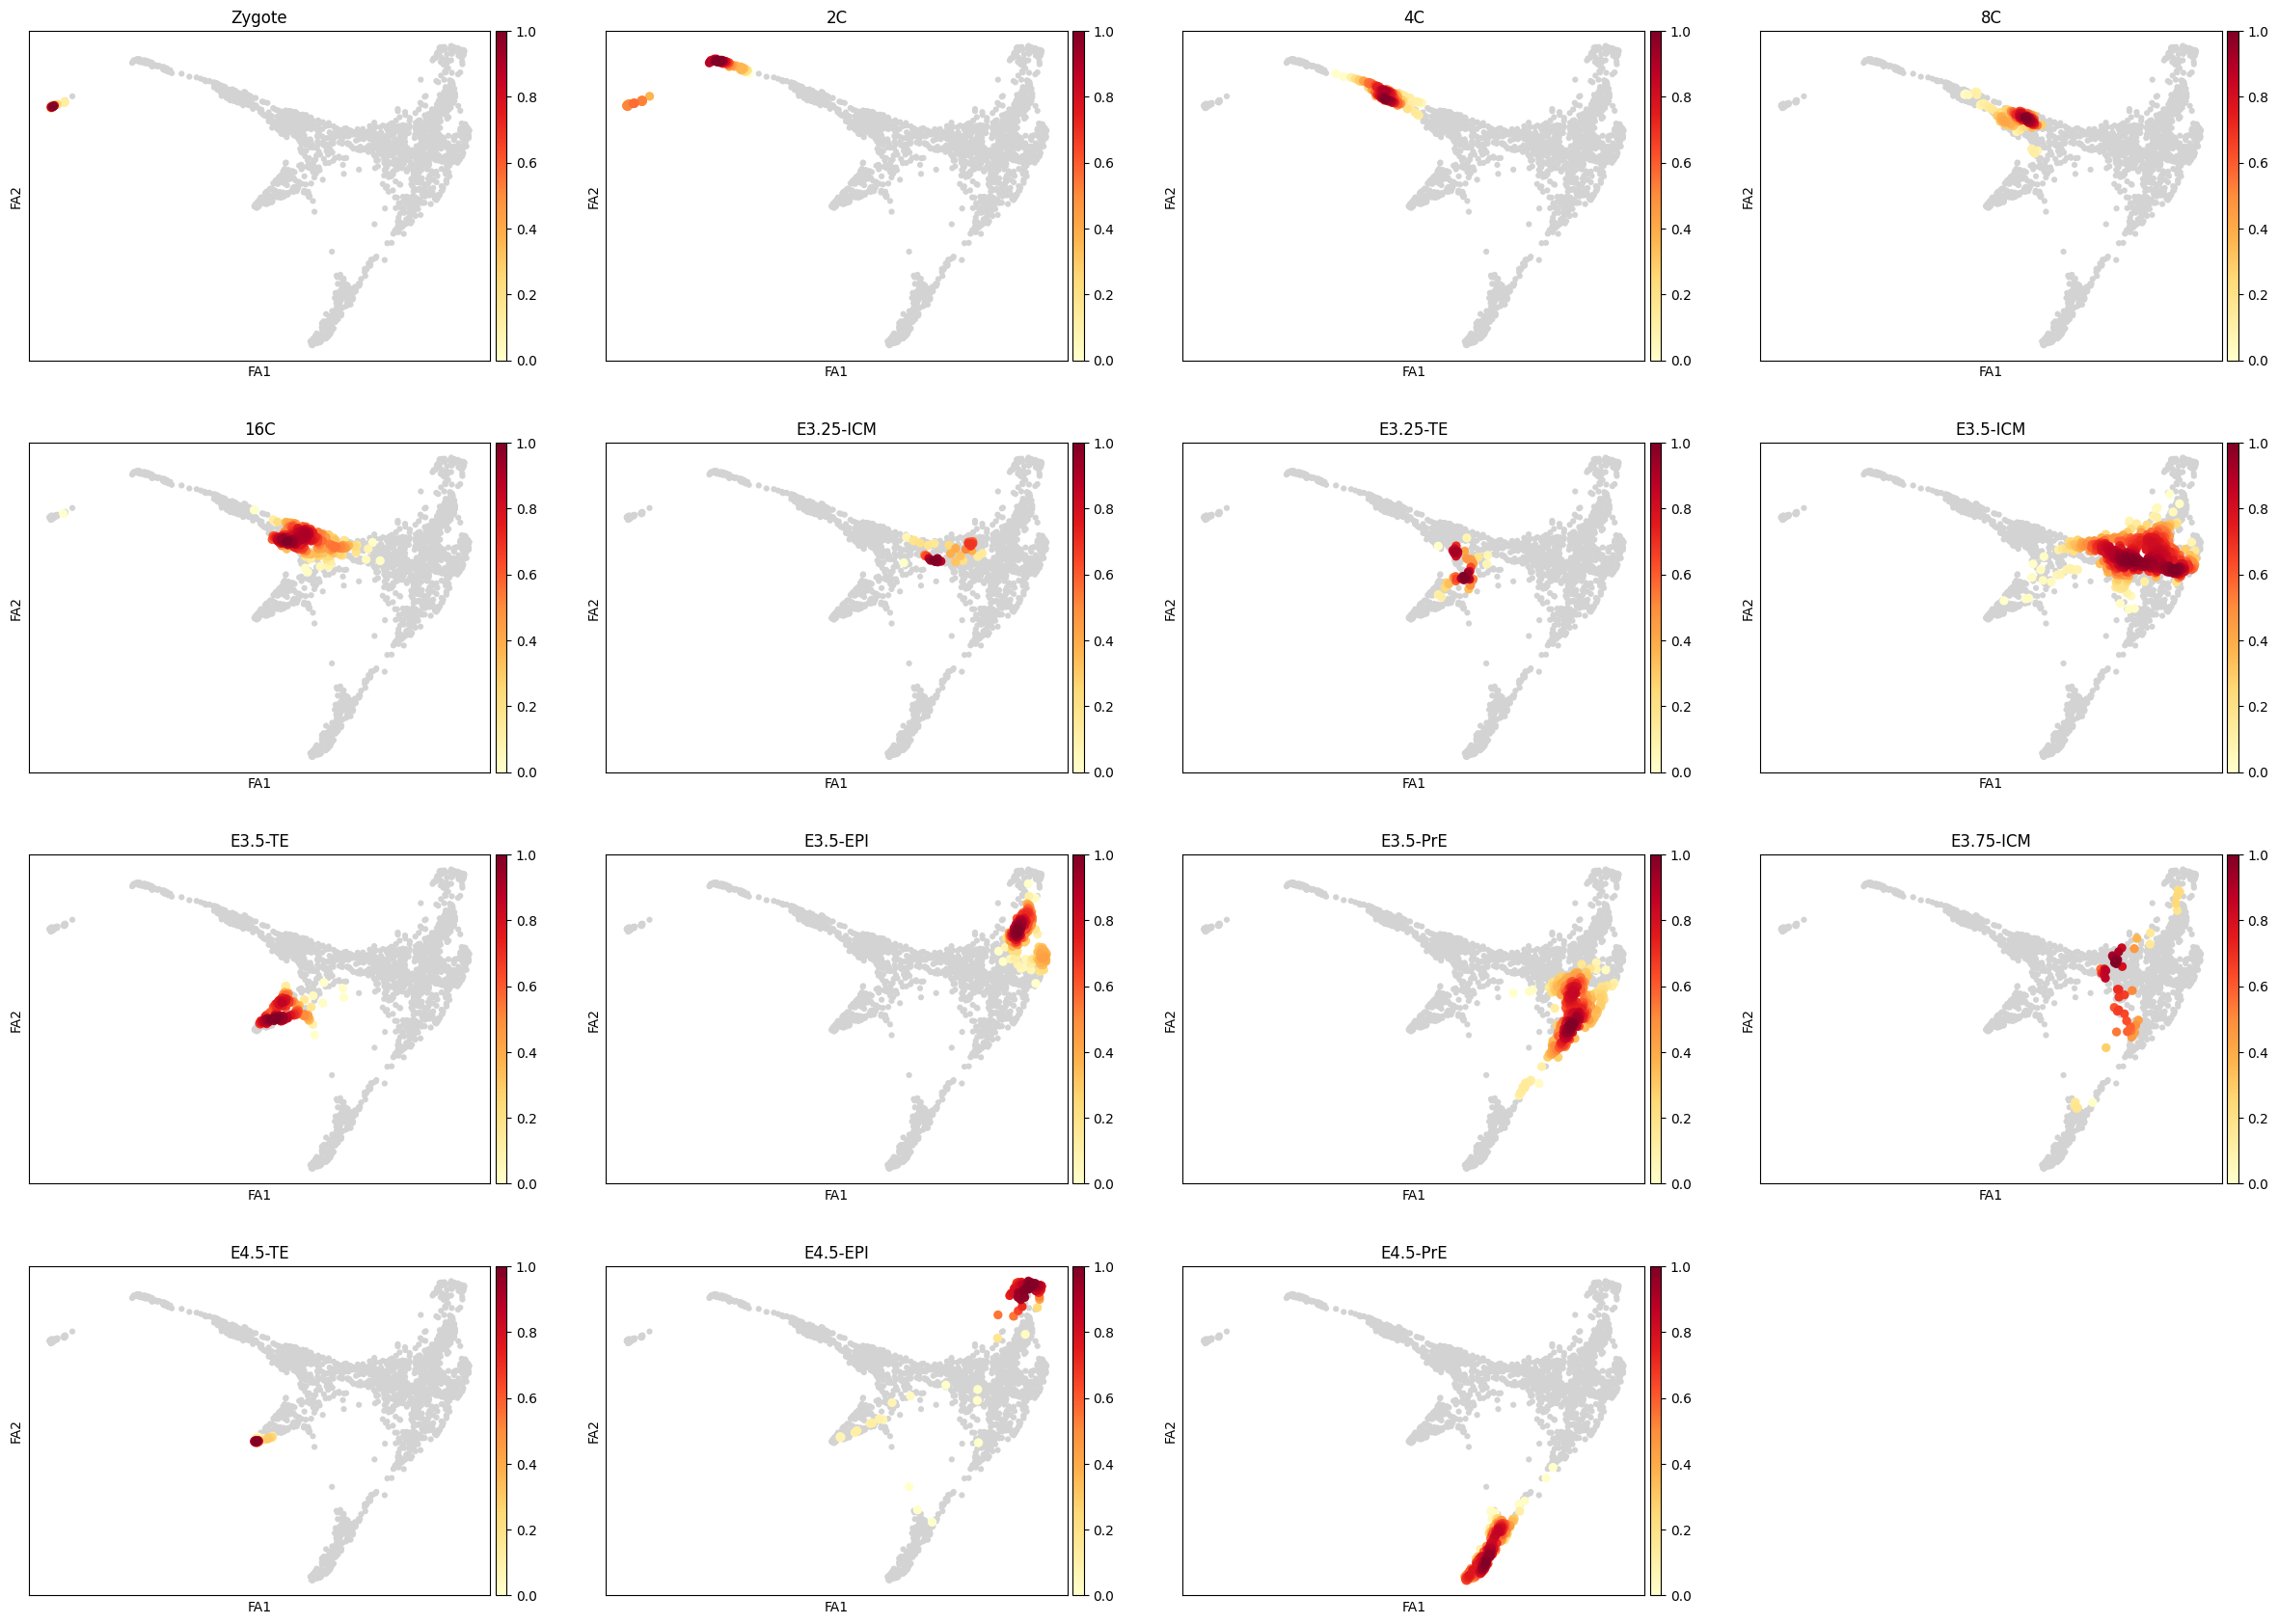 Zygote 2C 4C 8C
1.0 1.0 1.0 1.0
0.8 0.8 0.8 0.8
0.6 0.6 0.6 0.6
FA2 FA2 FA2 FA2
0.4 0.4 0.4 0.4
0.2 0.2 0.2 0.2
0.0 0.0 0.0 0.0
FA1 FA1 FA1 FA1
16C E3.25-ICM E3.25-TE E3.5-ICM
1.0 1.0 1.0 1.0
0.8 0.8 0.8 0.8
0.6 0.6 0.6 0.6
FA2 FA2 FA2 FA2
0.4 0.4 0.4 0.4
0.2 0.2 0.2 0.2
0.0 0.0 0.0 0.0
FA1 FA1 FA1 FA1
E3.5-TE E3.5-EPI E3.5-PrE E3.75-ICM
1.0 1.0 1.0 1.0
0.8 0.8 0.8 0.8
0.6 0.6 0.6 0.6
FA2 FA2 FA2 FA2
0.4 0.4 0.4 0.4
0.2 0.2 0.2 0.2
0.0 0.0 0.0 0.0
FA1 FA1 FA1 FA1
E4.5-TE E4.5-EPI E4.5-PrE
1.0 1.0 1.0
0.8 0.8 0.8
0.6 0.6 0.6
FA2 FA2 FA2
0.4 0.4 0.4
0.2 0.2 0.2
0.0 0.0 0.0
FA1 FA1 FA1